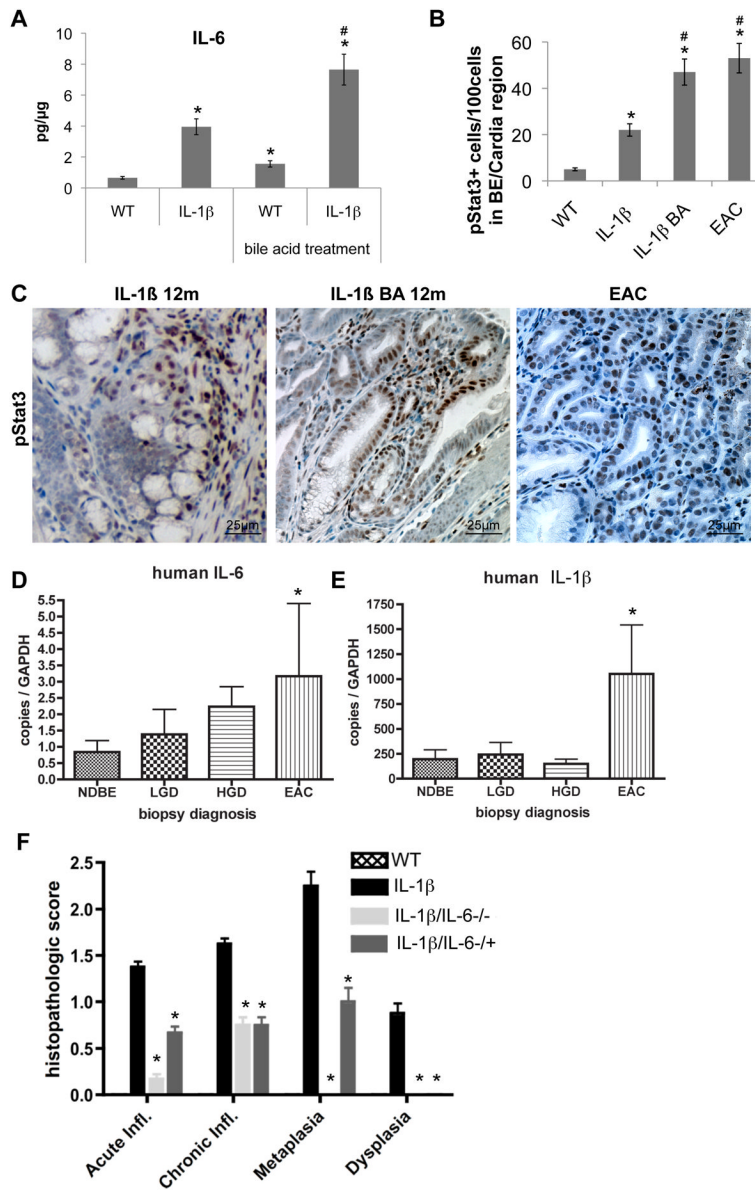 A
IL-6
pg/µg
10
8
6
4
2
0
*
*
#
*
WT
IL-1β
WT
IL-1β
bile acid treatment
B
pStat3+ cells/100cells
in BE/Cardia region
60
40
20
0
*
#
*
#
*
WT
IL-1β
IL-1β BA
EAC
C
IL-1ß 12m
IL-1ß BA 12m
EAC
pStat3
25µm
25µm
25µm
D
human IL-6
copies / GAPDH
5.5
5.0
4.5
4.0
3.5
3.0
2.5
2.0
1.5
1.0
0.5
0.0
*
NDBE
LGD
HGD
EAC
biopsy diagnosis
E
human IL-1β
copies / GAPDH
1750
1500
1250
1000
750
500
250
0
*
NDBE
LGD
HGD
EAC
biopsy diagnosis
F
histopathologic score
2.5
2.0
1.5
1.0
0.5
0.0
WT
IL-1β
IL-1β/IL-6-/-
IL-1β/IL-6-/+
*
*
* *
*
*
* *
Acute Infl.
Chronic Infl.
Metaplasia
Dysplasia